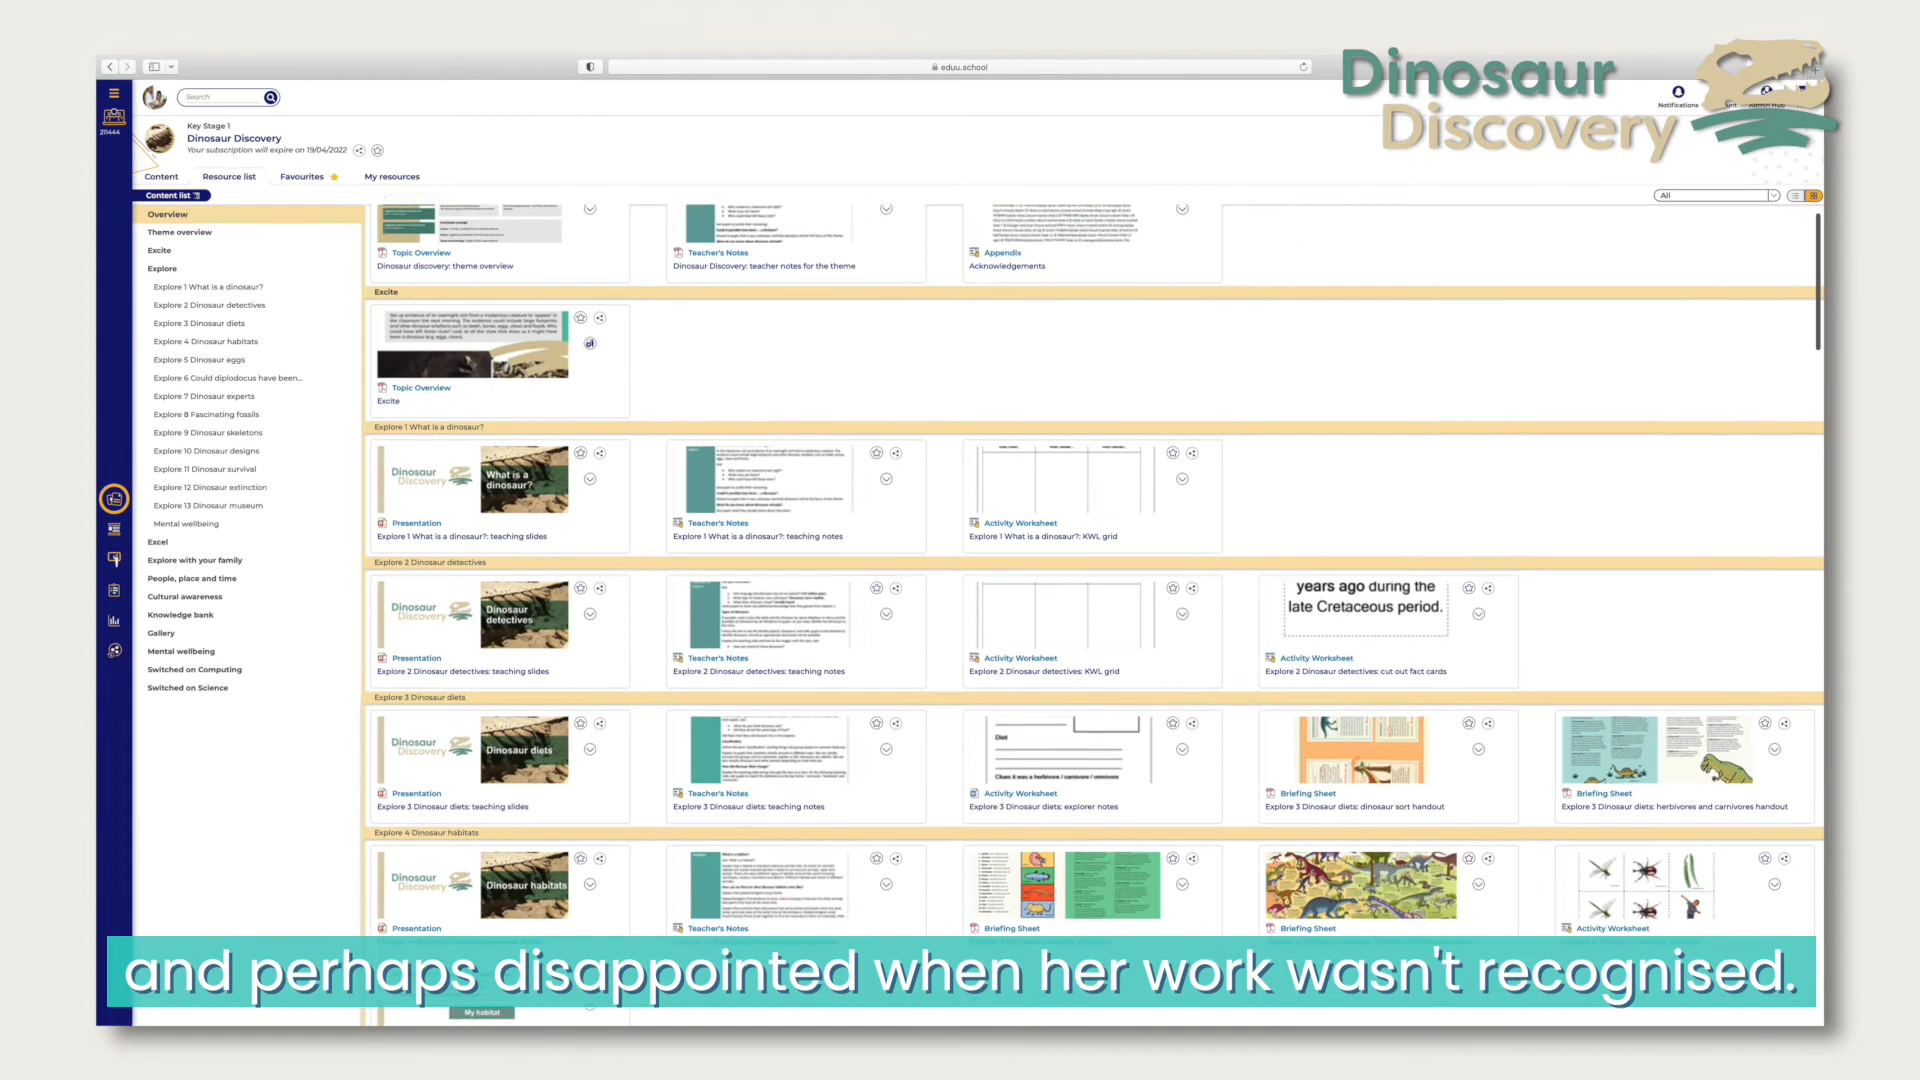 eduu.school
Dinosaur
Discovery
Search
Notifications
Admin Hub
211444
Key Stage 1
Dinosaur Discovery
Your subscription will expire on 19/04/2022
Content
Resource list
Favourites
My resources
Content list
All
Overview
Theme overview
Excite
Explore
Explore 1 What is a dinosaur?
Explore 2 Dinosaur detectives
Explore 3 Dinosaur diets
Explore 4 Dinosaur habitats
Explore 5 Dinosaur eggs
Explore 6 Could diplodocus have been...
Explore 7 Dinosaur experts
Explore 8 Fascinating fossils
Explore 9 Dinosaur skeletons
Explore 10 Dinosaur designs
Explore 11 Dinosaur survival
Explore 12 Dinosaur extinction
Explore 13 Dinosaur museum
Mental wellbeing
Excel
Explore with your family
People, place and time
Cultural awareness
Knowledge bank
Gallery
Mental wellbeing
Switched on Computing
Switched on Science
Topic Overview
Dinosaur discovery: theme overview
Teacher's Notes
Dinosaur Discovery: teacher notes for the theme
Appendix
Acknowledgements
Excite
Topic Overview
Excite
Explore 1 What is a dinosaur?
Dinosaur
Discovery
What is a
dinosaur?
Presentation
Explore 1 What is a dinosaur?: teaching slides
Teacher's Notes
Explore 1 What is a dinosaur?: teaching notes
Activity Worksheet
Explore 1 What is a dinosaur?: KWL grid
Explore 2 Dinosaur detectives
Dinosaur
Discovery
Dinosaur
detectives
Presentation
Explore 2 Dinosaur detectives: teaching slides
Teacher's Notes
Explore 2 Dinosaur detectives: teaching notes
Activity Worksheet
Explore 2 Dinosaur detectives: KWL grid
years ago during the
late Cretaceous period.
Activity Worksheet
Explore 2 Dinosaur detectives: cut out fact cards
Explore 3 Dinosaur diets
Dinosaur
Discovery
Dinosaur diets
Presentation
Explore 3 Dinosaur diets: teaching slides
Teacher's Notes
Explore 3 Dinosaur diets: teaching notes
Diet
Clues it was a herbivore / carnivore / omnivore
Activity Worksheet
Explore 3 Dinosaur diets: explorer notes
Briefing Sheet
Explore 3 Dinosaur diets: dinosaur sort handout
Briefing Sheet
Explore 3 Dinosaur diets: herbivores and carnivores handout
Explore 4 Dinosaur habitats
Dinosaur
Discovery
Dinosaur habitats
Presentation
Teacher's Notes
Briefing Sheet
Briefing Sheet
Activity Worksheet
and perhaps disappointed when her work wasn't recognised.
My habitat